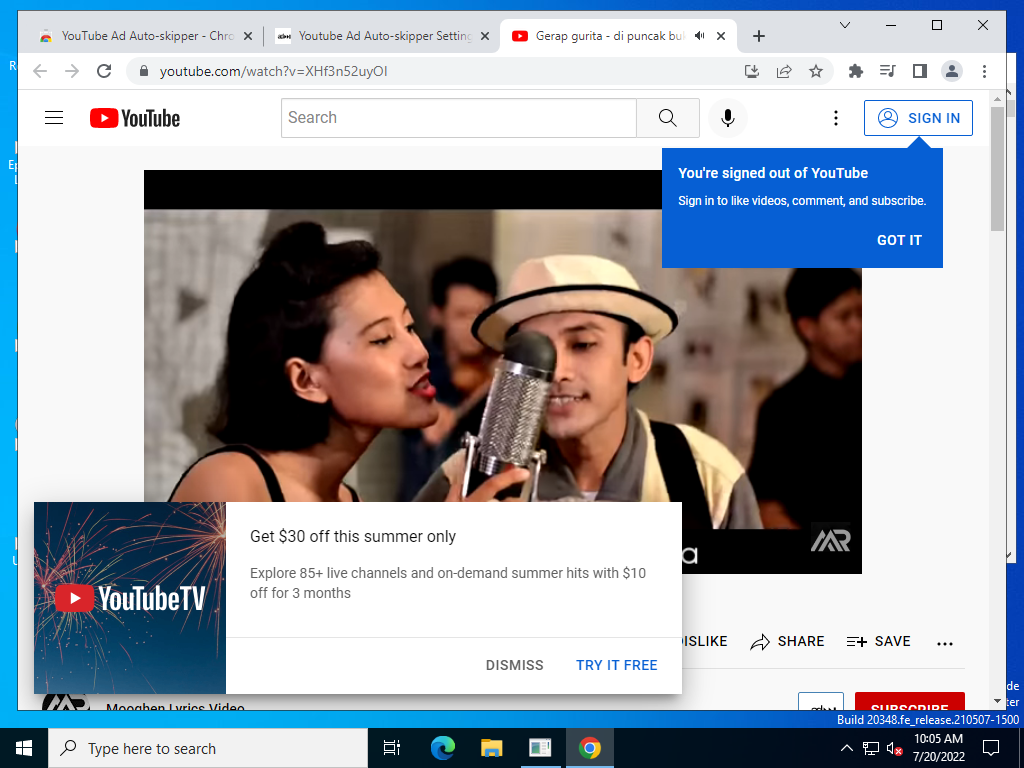 YouTube Ad Auto-skipper - Chro
Youtube Ad Auto-skipper Setting
Gerap gurita - di puncak buk
youtube.com/watch?v=XHf3n52uyOI
YouTube
Search
SIGN IN
You're signed out of YouTube
Sign in to like videos, comment, and subscribe.
GOT IT
MR
YouTubeTV
Get $30 off this summer only
Explore 85+ live channels and on-demand summer hits with $10
off for 3 months
DISMISS
TRY IT FREE
DISLIKE
SHARE
SAVE
Mooghen Lyrics Video
SUBSCRIBE
Build 20348.fe_release.210507-1500
Type here to search
10:05 AM
7/20/2022